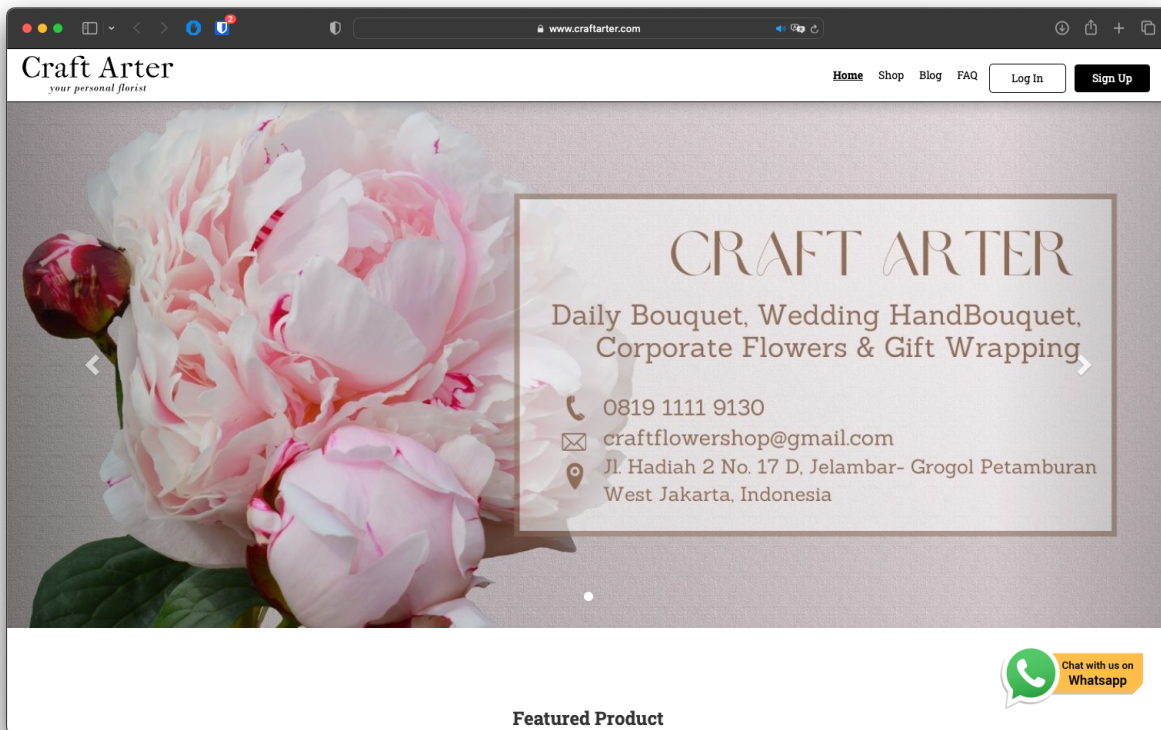 2
www.craftarter.com
Craft Arter
your personal florist
Home Shop Blog FAQ Log In Sign Up
CRAFT ARTER
Daily Bouquet, Wedding HandBouquet,
Corporate Flowers & Gift Wrapping
0819 1111 9130
craftflowershop@gmail.com
Jl. Hadiah 2 No. 17 D, Jelambar- Grogol Petamburan
West Jakarta, Indonesia
Chat with us on
Whatsapp
Featured Product